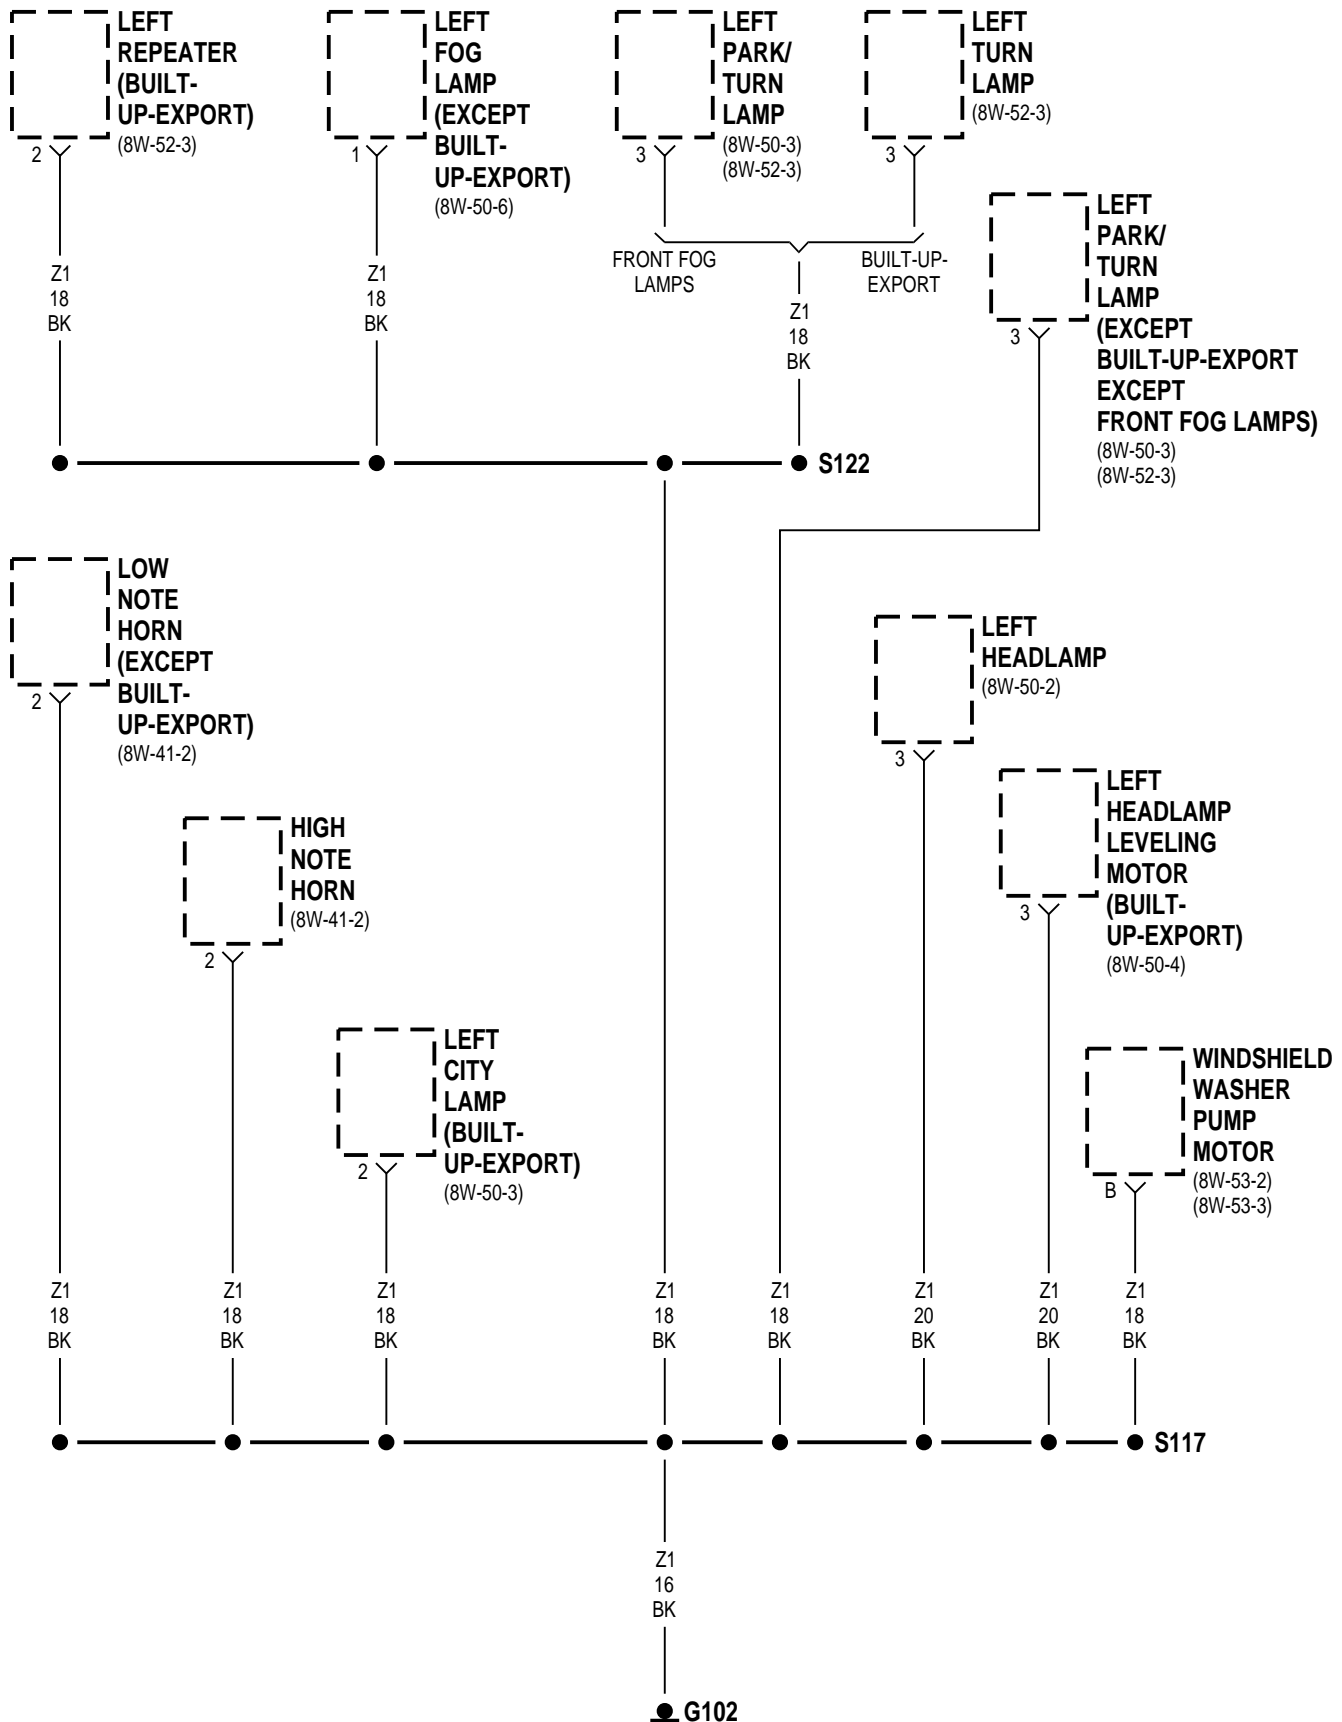 LEFT
REPEATER
(BUILT-
UP-EXPORT)
(8W-52-3)
2
Z1
18
BK
LEFT
FOG
LAMP
(EXCEPT
BUILT-
UP-EXPORT)
(8W-50-6)
1
Z1
18
BK
LEFT
PARK/
TURN
LAMP
(8W-50-3)
(8W-52-3)
3
FRONT FOG
LAMPS
LEFT
TURN
LAMP
(8W-52-3)
3
BUILT-UP-
EXPORT
Z1
18
BK
LEFT
PARK/
TURN
LAMP
(EXCEPT
BUILT-UP-EXPORT
EXCEPT
FRONT FOG LAMPS)
(8W-50-3)
(8W-52-3)
3
S122
LOW
NOTE
HORN
(EXCEPT
BUILT-
UP-EXPORT)
(8W-41-2)
2
HIGH
NOTE
HORN
(8W-41-2)
2
LEFT
CITY
LAMP
(BUILT-
UP-EXPORT)
(8W-50-3)
2
LEFT
HEADLAMP
(8W-50-2)
3
LEFT
HEADLAMP
LEVELING
MOTOR
(BUILT-
UP-EXPORT)
(8W-50-4)
3
WINDSHIELD
WASHER
PUMP
MOTOR
(8W-53-2)
(8W-53-3)
B
Z1
18
BK
Z1
18
BK
Z1
18
BK
Z1
18
BK
Z1
18
BK
Z1
20
BK
Z1
20
BK
Z1
18
BK
S117
Z1
16
BK
G102